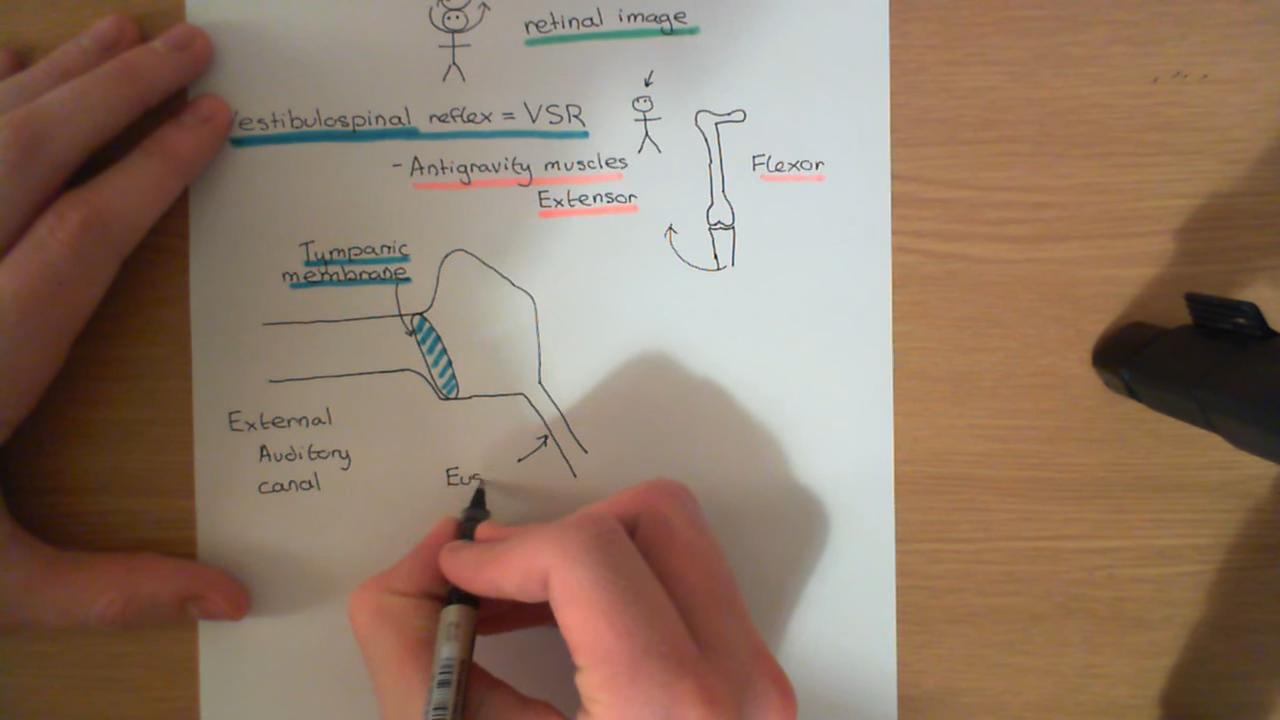 retinal image
Vestibulospinal reflex = VSR
- Antigravity muscles
Extensor
Flexor
Tympanic
membrane
External
Auditory
canal
Eus